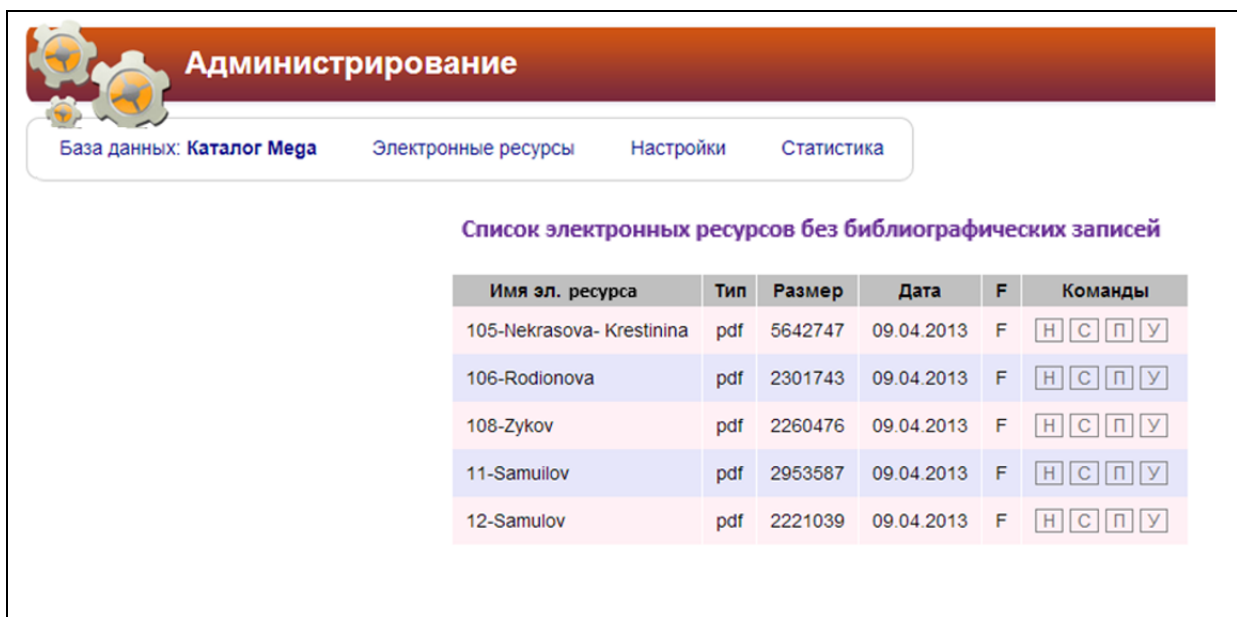 Администрирование
База данных: Каталог Mega Электронные ресурсы Настройки Статистика
Список электронных ресурсов без библиографических записей
Имя эл. ресурса Тип Размер Дата F Команды
105-Nekrasova- Krestinina pdf 5642747 09.04.2013 F Н С П У
106-Rodionova pdf 2301743 09.04.2013 F Н С П У
108-Zykov pdf 2260476 09.04.2013 F Н С П У
11-Samuilov pdf 2953587 09.04.2013 F Н С П У
12-Samulov pdf 2221039 09.04.2013 F Н С П У